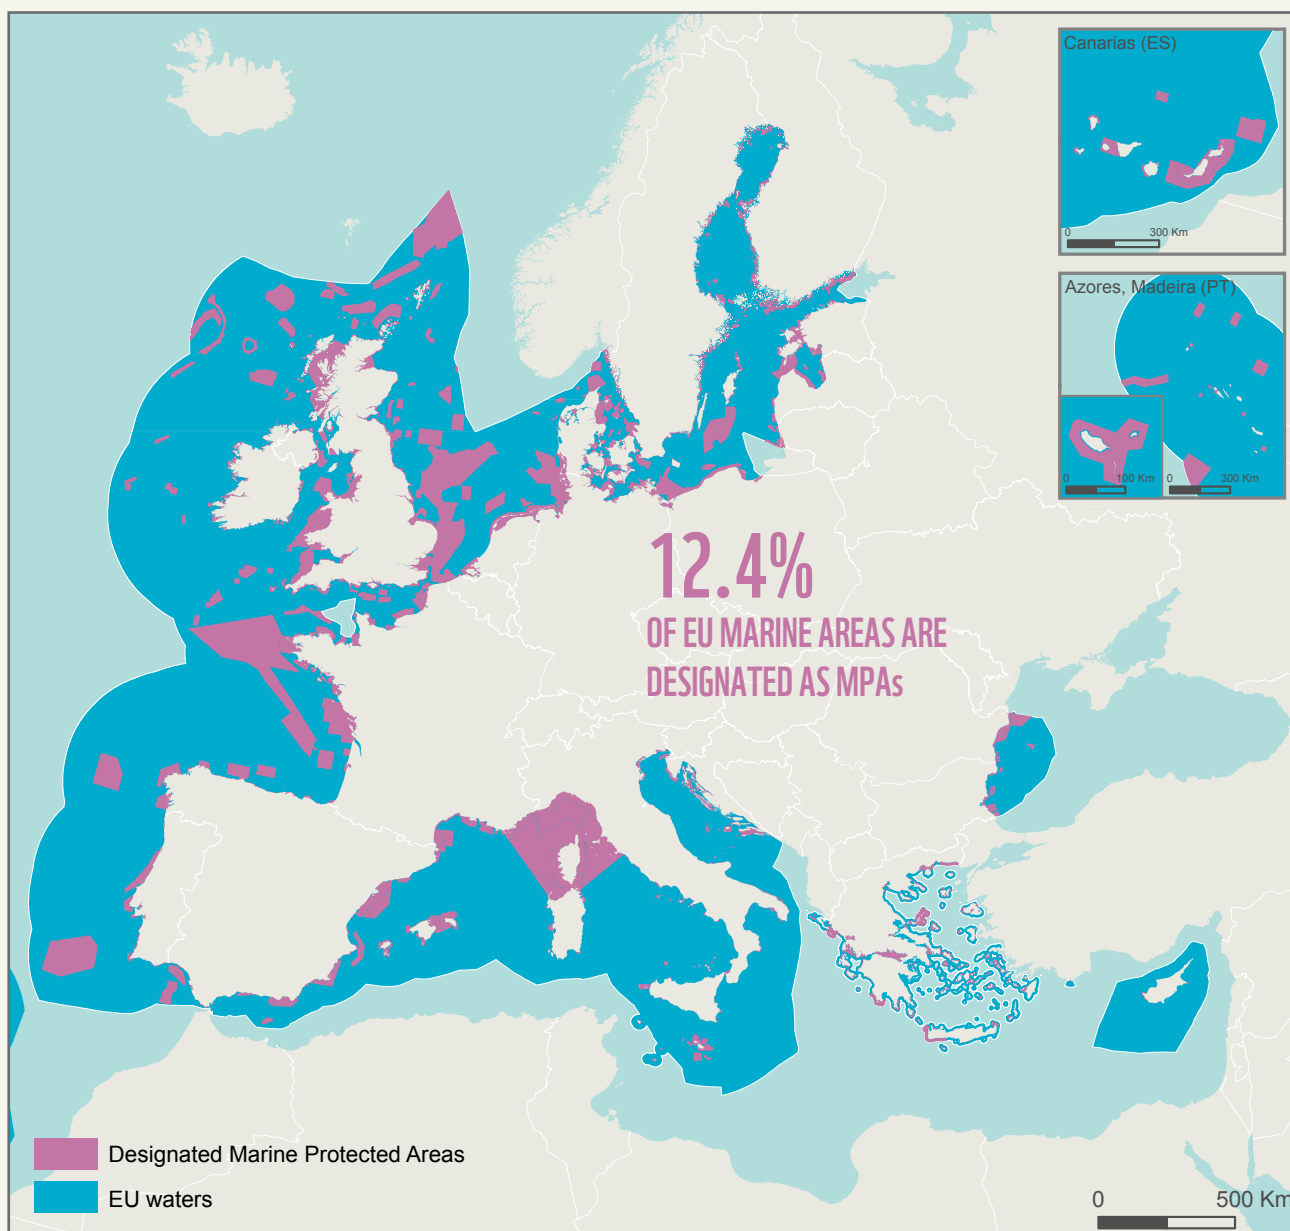 Canarias (ES)
0 300 Km
Azores, Madeira (PT)
0 100 Km
0 300 Km
12.4%
OF EU MARINE AREAS ARE
DESIGNATED AS MPAs
Designated Marine Protected Areas
EU waters
0 500 Km